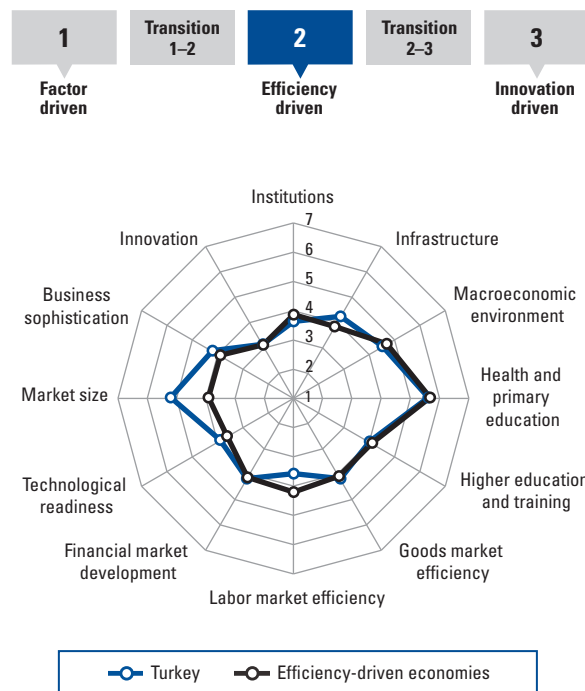 1
Transition
1–2
2
Transition
2–3
3
Factor
driven
Efficiency
driven
Innovation
driven
Institutions
7
6
5
4
3
2
1
Infrastructure
Macroeconomic
environment
Health and
primary
education
Higher education
and training
Goods market
efficiency
Labor market efficiency
Financial market
development
Technological
readiness
Market size
Business
sophistication
Innovation
Turkey
Efficiency-driven economies